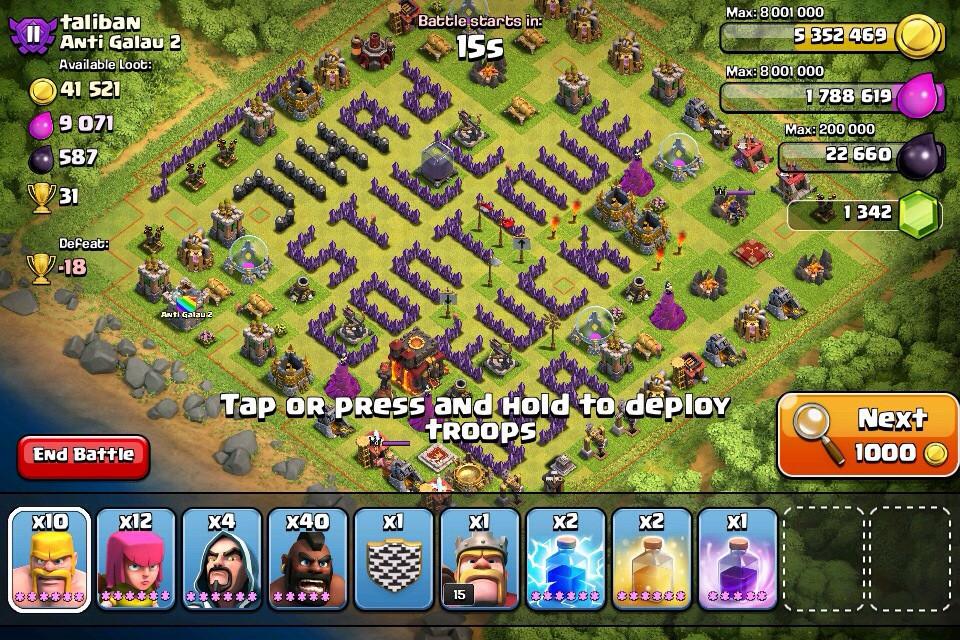 taliban
Anti Galau 2
Available Loot:
41 521
9 071
587
31
Defeat:
-18
Battle starts in:
15s
Max: 8 001 000
5 352 469
Max: 8 001 000
1 788 619
Max: 200 000
22 660
1 342
JIHAD
STILL
CONTINUE
Anti Galau 2
Tap or press and hold to deploy
troops
End Battle
Next
1000
x10
x12
x4
x40
x1
x1
x2
x2
x1
15